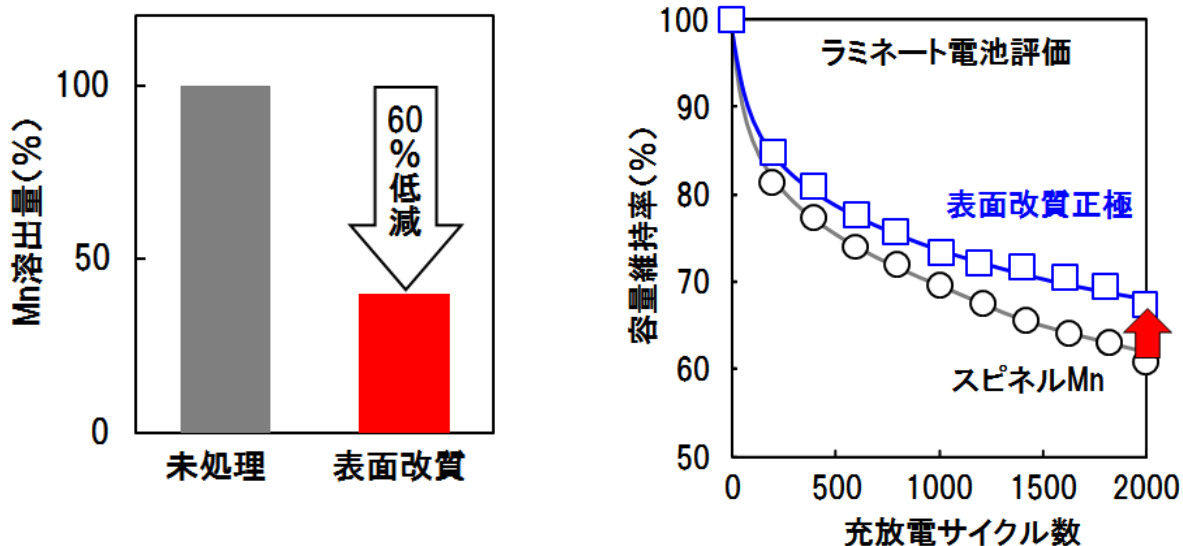 Mn溶出量(%)
100
50
0
60%低減
未処理
表面改質
容量維持率(%)
100
90
80
70
60
50
ラミネート電池評価
表面改質正極
スピネルMn
0
500
1000
1500
2000
充放電サイクル数